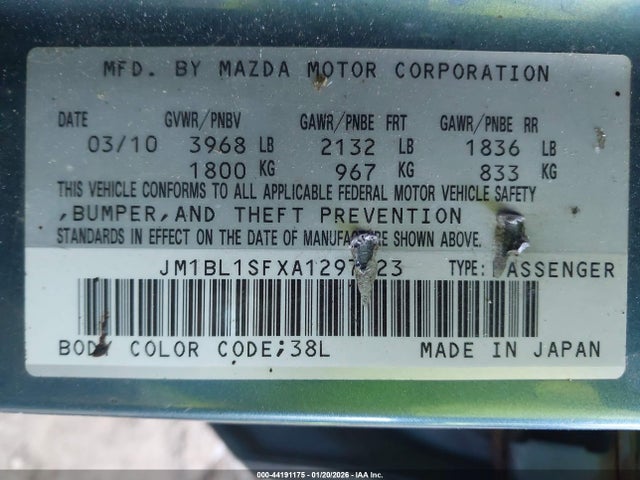 MFD. BY MAZDA MOTOR CORPORATION
DATE GVWR/PNBV GAWR/PNBE FRT GAWR/PNBE RR
03/10 3968 LB 2132 LB 1836 LB
1800 KG 967 KG 833 KG
THIS VEHICLE CONFORMS TO ALL APPLICABLE FEDERAL MOTOR VEHICLE SAFETY
,BUMPER,AND THEFT PREVENTION
STANDARDS IN EFFECT ON THE DATE OF MANUFACTURE SHOWN ABOVE.
TYPE: PASSENGER
BODY COLOR CODE;38L MADE IN JAPAN
000-44191175 - 01/20/2026 - IAA Inc.